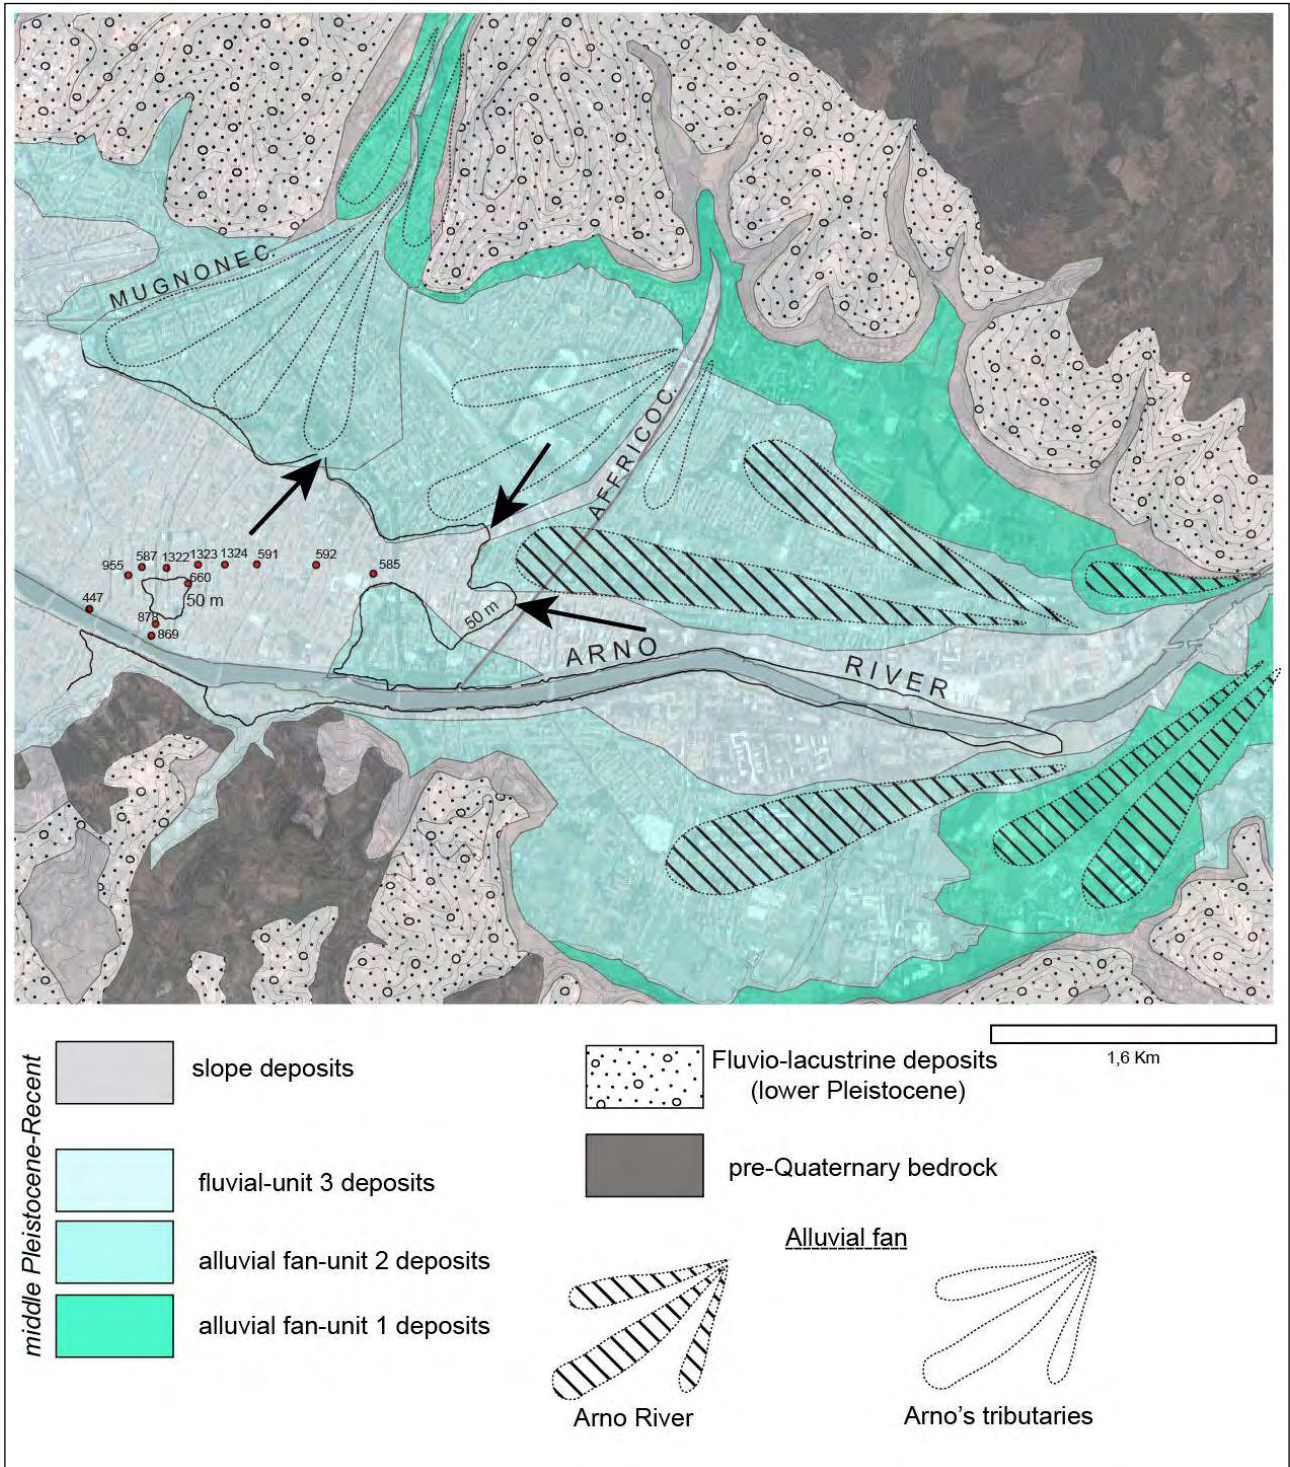 MUGNONE C.
AFFRICO C.
955
587
1322
1323
1324
591
592
585
660
50 m
447
878
869
50 m
ARNO
RIVER
middle Pleistocene-Recent
slope deposits
fluvial-unit 3 deposits
alluvial fan-unit 2 deposits
alluvial fan-unit 1 deposits
Fluvio-lacustrine deposits
(lower Pleistocene)
pre-Quaternary bedrock
1,6 Km
Alluvial fan
Arno River
Arno's tributaries